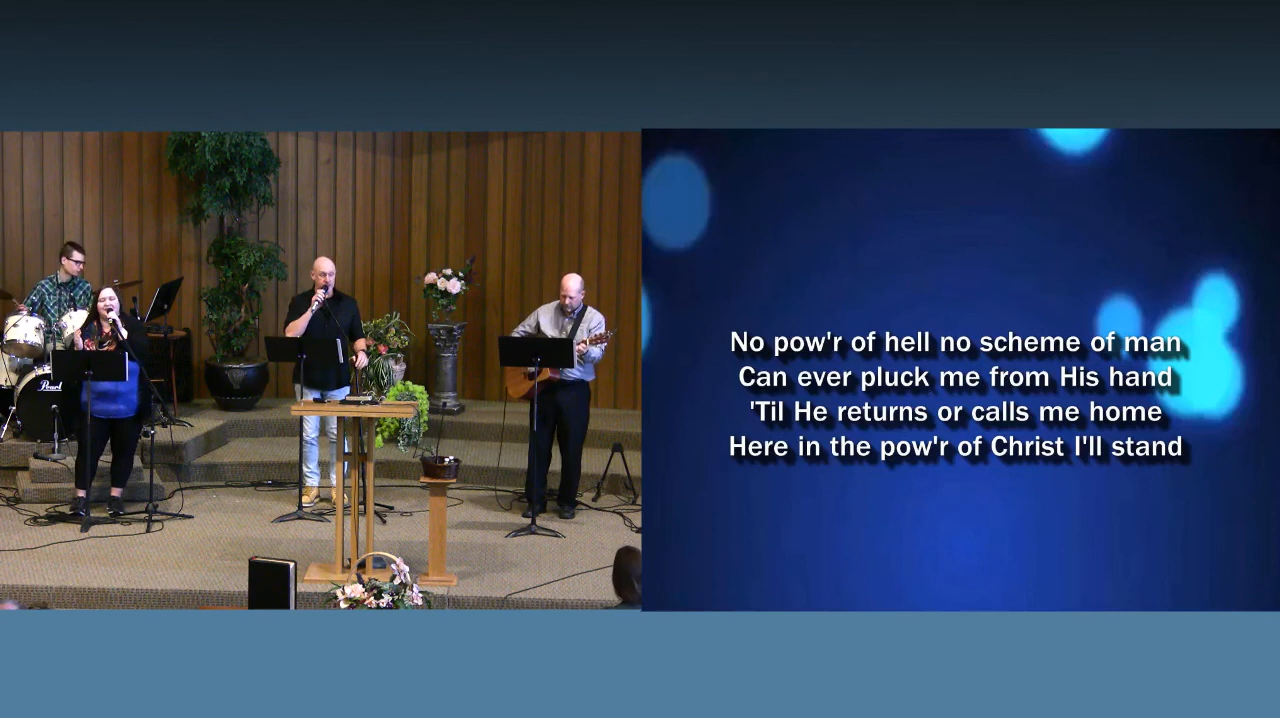 Pearl
No pow'r of hell no scheme of man
Can ever pluck me from His hand
'Til He returns or calls me home
Here in the pow'r of Christ I'll stand